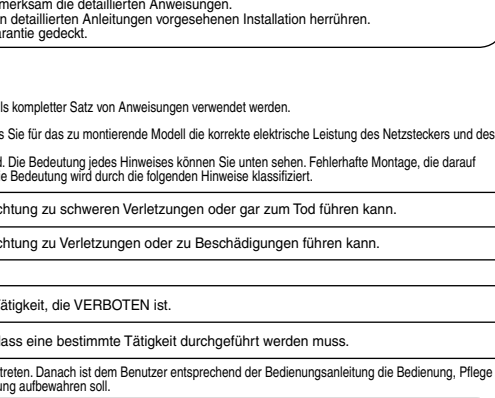 merksam die detaillierten Anweisungen.
n detaillierten Anleitungen vorgesehenen Installation herrühren.
arantie gedeckt.
ls kompletter Satz von Anweisungen verwendet werden.
s Sie für das zu montierende Modell die korrekte elektrische Leistung des Netzsteckers und des
d. Die Bedeutung jedes Hinweises können Sie unten sehen. Fehlerhafte Montage, die darauf
e Bedeutung wird durch die folgenden Hinweise klassifiziert.
chtung zu schweren Verletzungen oder gar zum Tod führen kann.
chtung zu Verletzungen oder zu Beschädigungen führen kann.
ätigkeit, die VERBOTEN ist.
lass eine bestimmte Tätigkeit durchgeführt werden muss.
treten. Danach ist dem Benutzer entsprechend der Bedienungsanleitung die Bedienung, Pflege
ung aufbewahren soll.